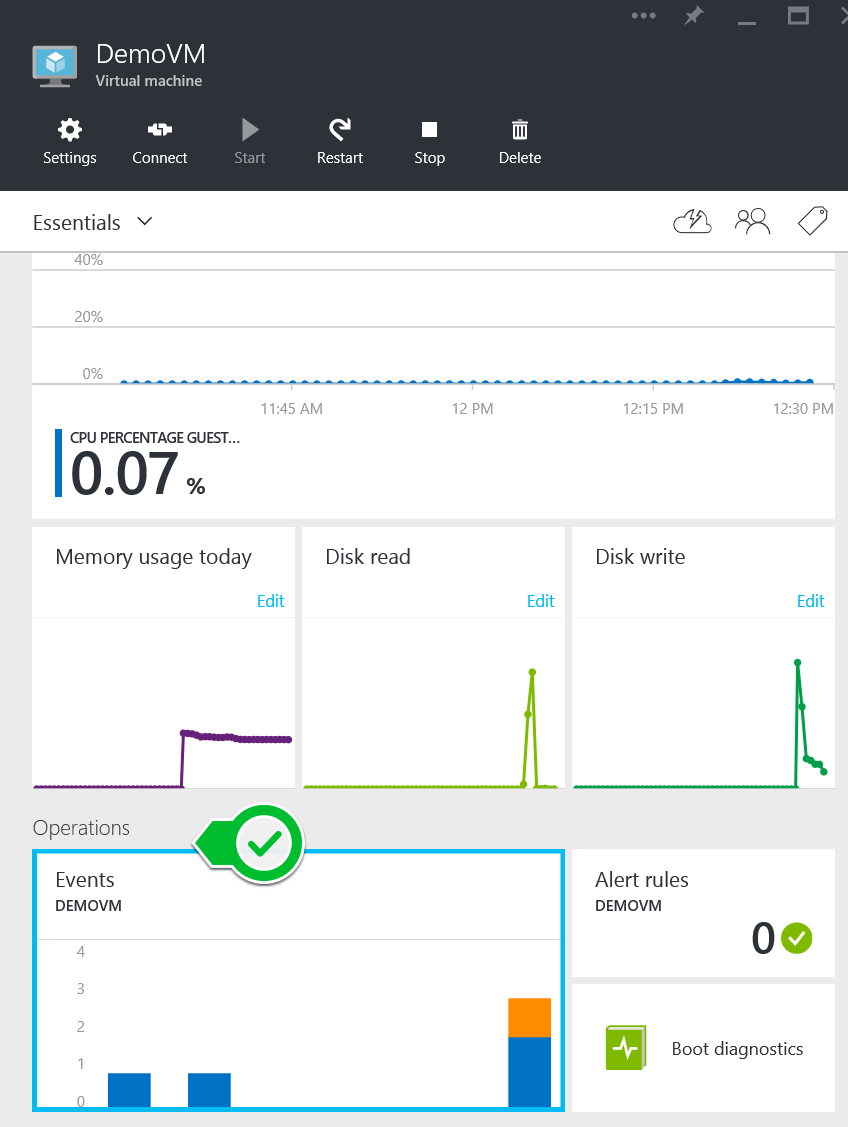 DemoVM
Virtual machine
Settings Connect Start Restart Stop Delete
Essentials
40%
20%
0%
11:45 AM 12 PM 12:15 PM 12:30 PM
CPU PERCENTAGE GUEST...
0.07 %
Memory usage today Disk read Disk write
Edit Edit Edit
Operations
Events
DEMOVM
4
3
2
1
0
Alert rules
DEMOVM
0
Boot diagnostics